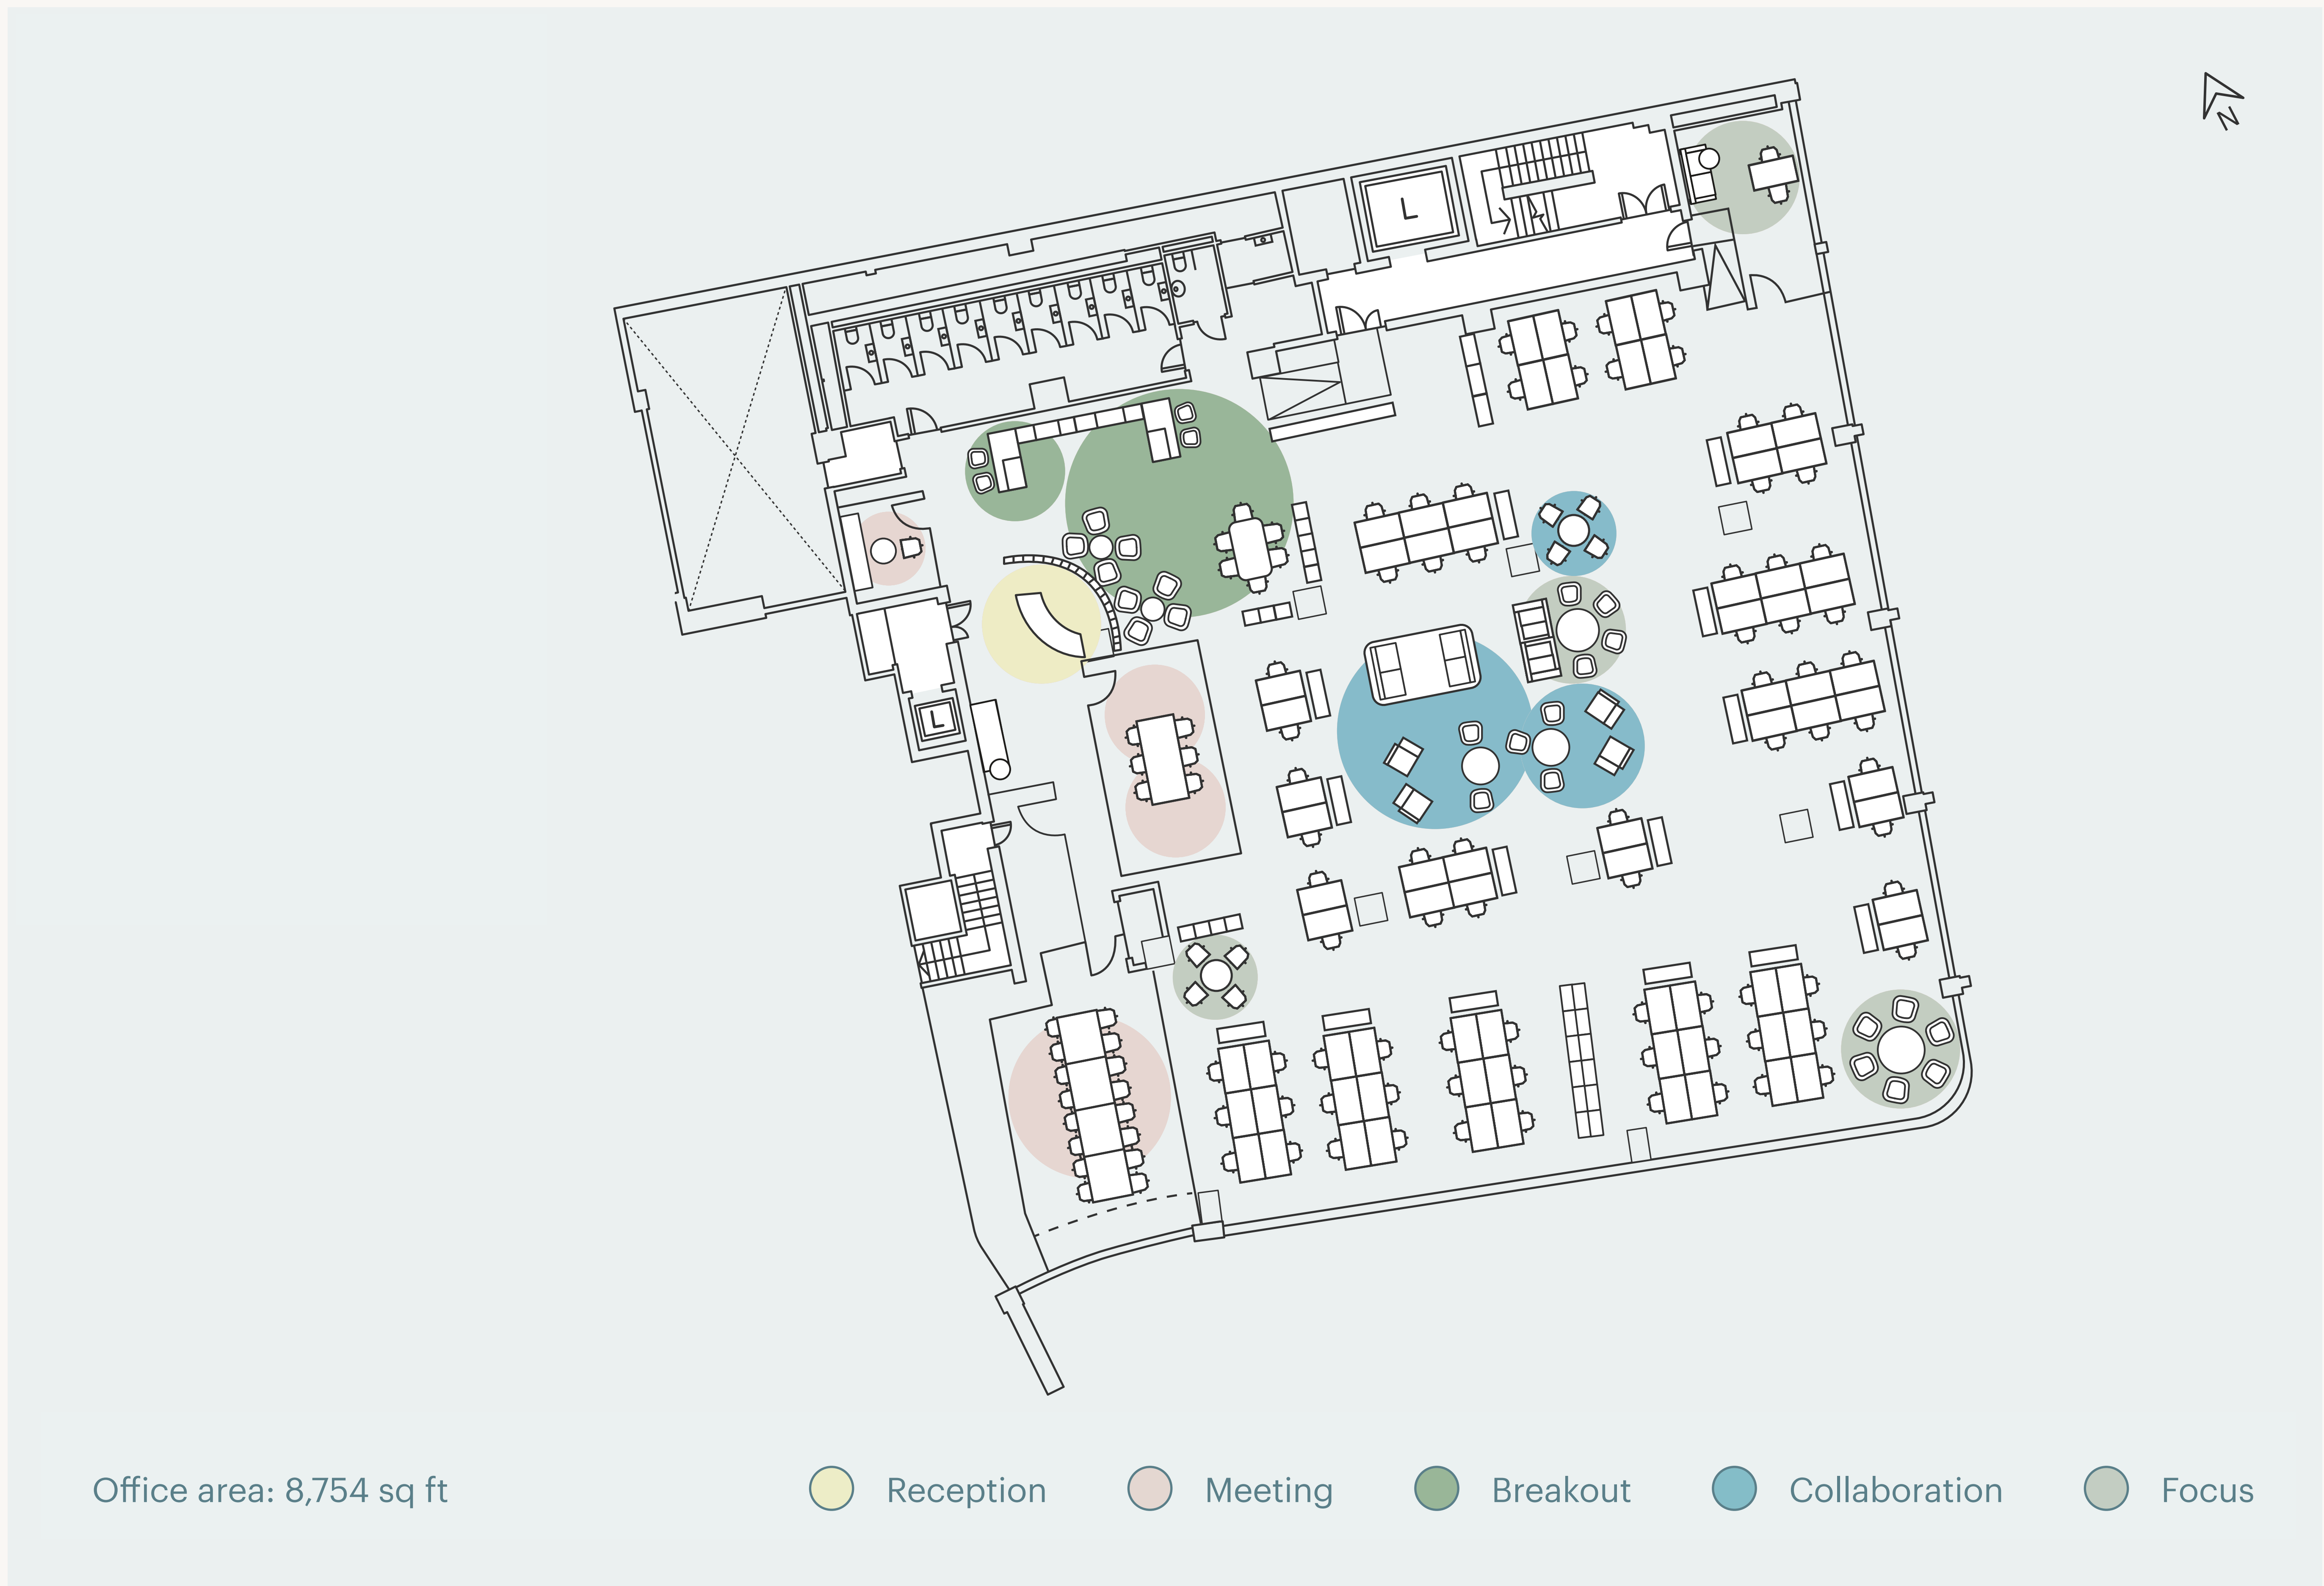 N
L
L
Office area: 8,754 sq ft
Reception
Meeting
Breakout
Collaboration
Focus